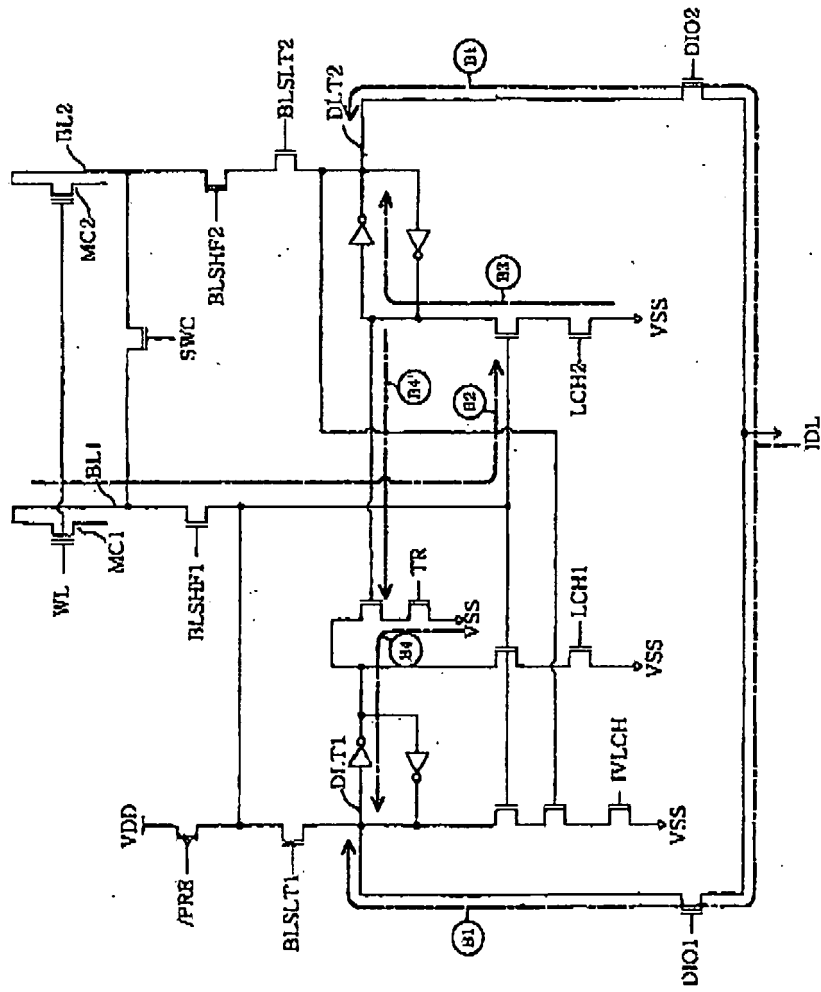 BL2
MC2
BLSLT2
BLSHF2
DLT2
B1
DIO2
SWC
B3
B4'
B2
VSS
LCH2
IDL
BL1
WL
MC1
BLSHF1
TR
VSS
B4
LCH1
VSS
VDD
/PRE
BLSLT1
DLT1
IVLCH
VSS
B1
DIO1